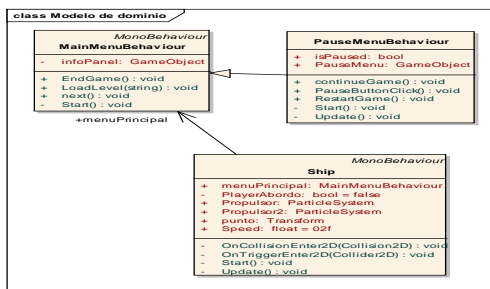 class Modelo de dominio
MonoBehaviour
MainMenuBehaviour
- infoPanel: GameObject
+ EndGame() : void
+ LoadLevel(string) : void
+ next() : void
- Start() : void
PauseMenuBehaviour
+ isPaused: bool
+ PauseMenu: GameObject
+ continueGame() : void
+ PauseButtonClick() : void
+ RestartGame() : void
- Start() : void
- Update() : void
+menuPrincipal
MonoBehaviour
Ship
+ menuPrincipal: MainMenuBehaviour
- PlayerAbordo: bool = false
+ Propulsor: ParticleSystem
+ Propulsor2: ParticleSystem
+ punto: Transform
+ Speed: float = 02f
- OnCollisionEnter2D(Collision2D) : void
- OnTriggerEnter2D(Collider2D) : void
- Start() : void
- Update() : void